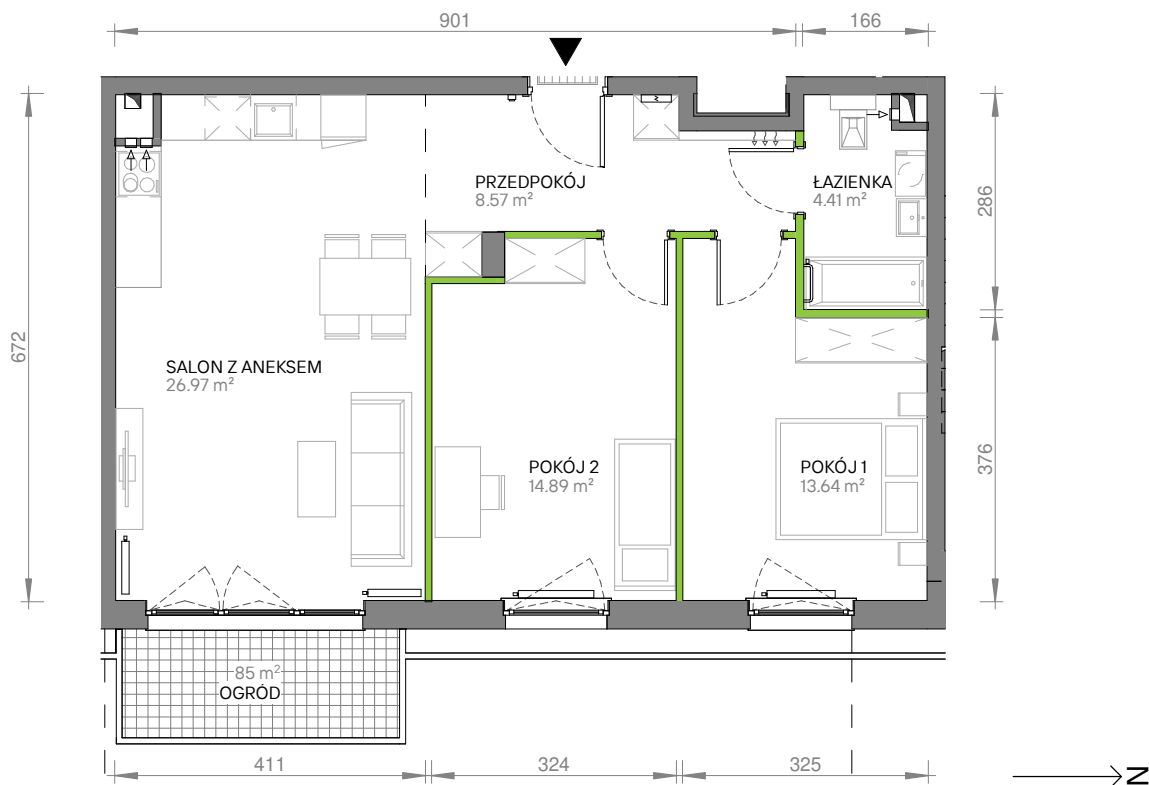 901
166
PRZEDPOKÓJ
8.57 m²
ŁAZIENKA
4.41 m²
286
672
SALON Z ANEKSEM
26.97 m²
POKÓJ 2
14.89 m²
POKÓJ 1
13.64 m²
376
85 m²
OGRÓD
411
324
325
N